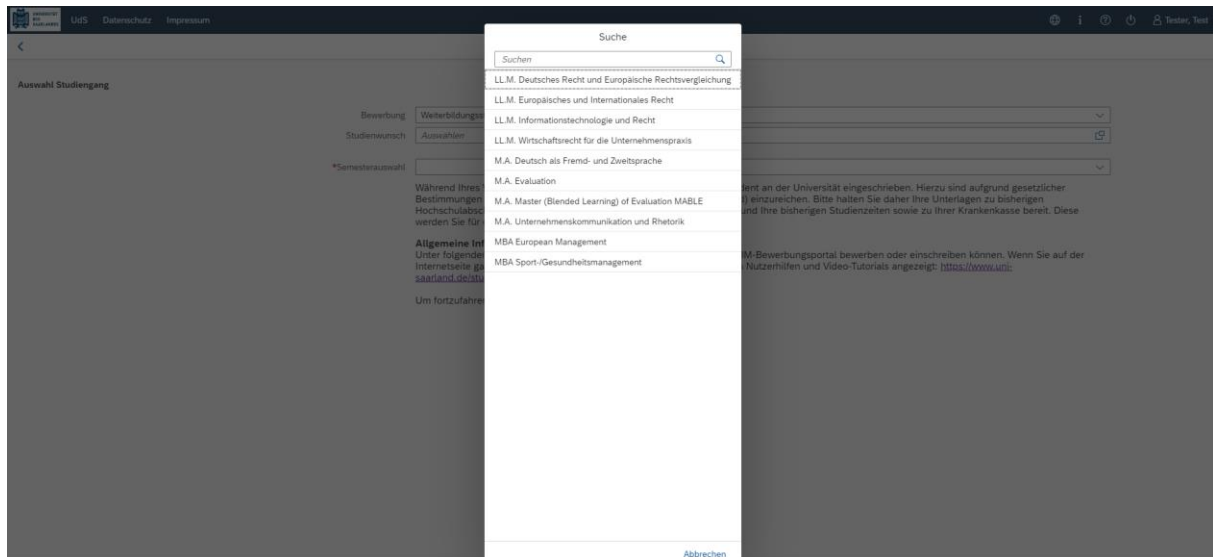 UNIVERSITÄT DES SAARLANDES
UdS Datenschutz Impressum
Tester, Test
Auswahl Studiengang
Bewerbung Weiterbildungss
Studienwunsch Auswählen
*Semesterauswahl
Während Ihres
dent an der Universität eingeschrieben. Hierzu sind aufgrund gesetzlicher
Bestimmungen
einzureichen. Bitte halten Sie daher Ihre Unterlagen zu bisherigen
Hochschulabsc
und Ihre bisherigen Studienzeiten sowie zu Ihrer Krankenkasse bereit. Diese
werden Sie für
Allgemeine Inf
Unter folgende
IM-Bewerbungsportal bewerben oder einschreiben können. Wenn Sie auf der
Internetseite ga
Nutzerhilfen und Video-Tutorials angezeigt: https://www.uni-
saarland.de/stu
Um fortzufahre
Suche
Suchen
LL.M. Deutsches Recht und Europäische Rechtsvergleichung
LL.M. Europäisches und Internationales Recht
LL.M. Informationstechnologie und Recht
LL.M. Wirtschaftsrecht für die Unternehmenspraxis
M.A. Deutsch als Fremd- und Zweitsprache
M.A. Evaluation
M.A. Master (Blended Learning) of Evaluation MABLE
M.A. Unternehmenskommunikation und Rhetorik
MBA European Management
MBA Sport-/Gesundheitsmanagement
Abbrechen